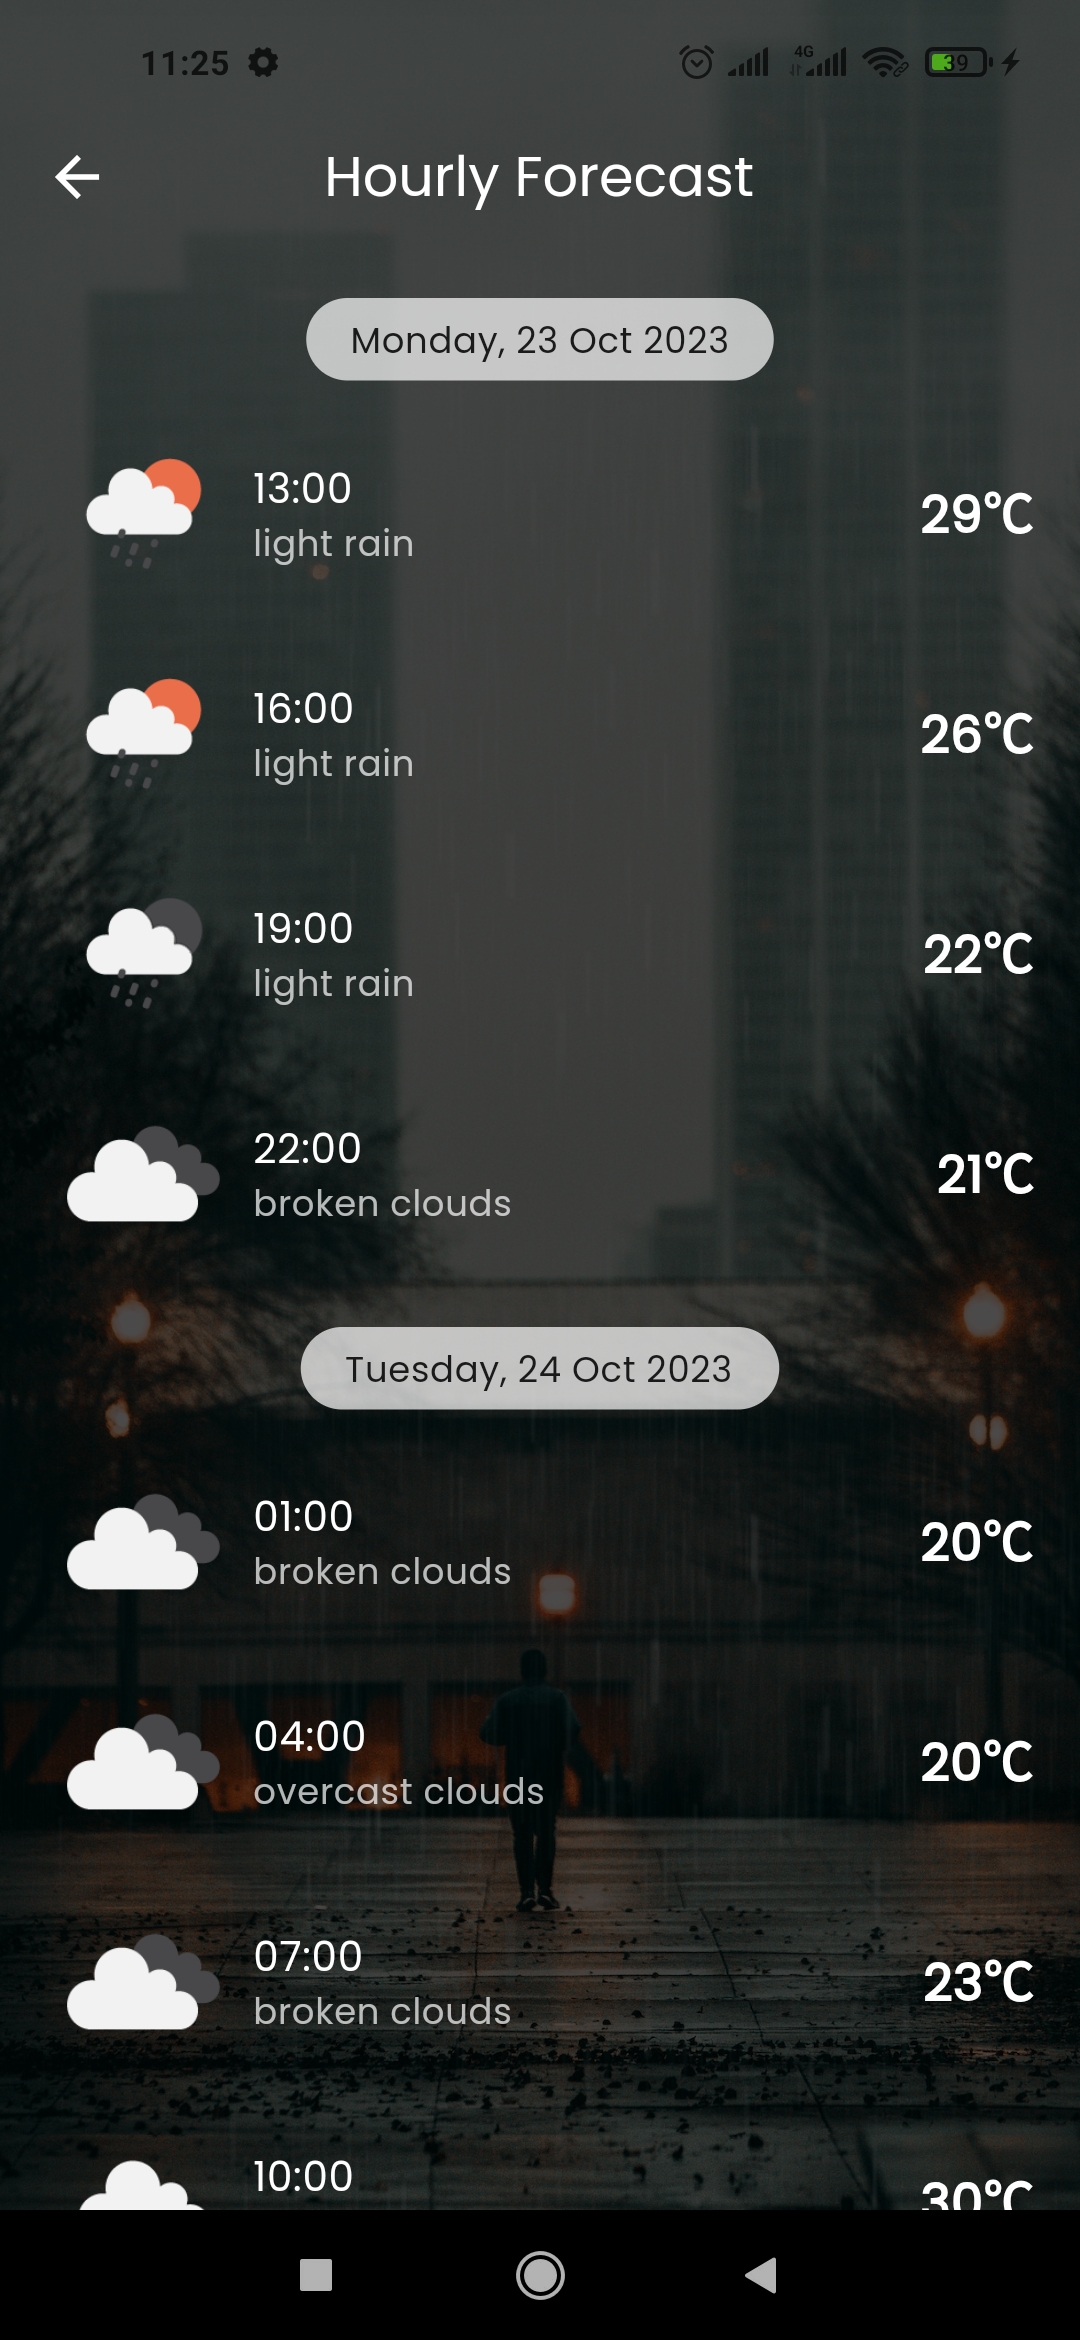 11:25
4G
39
Hourly Forecast
Monday, 23 Oct 2023
13:00
light rain
29°C
16:00
light rain
26°C
19:00
light rain
22°C
22:00
broken clouds
21°C
Tuesday, 24 Oct 2023
01:00
broken clouds
20°C
04:00
overcast clouds
20°C
07:00
broken clouds
23°C
10:00
30°C